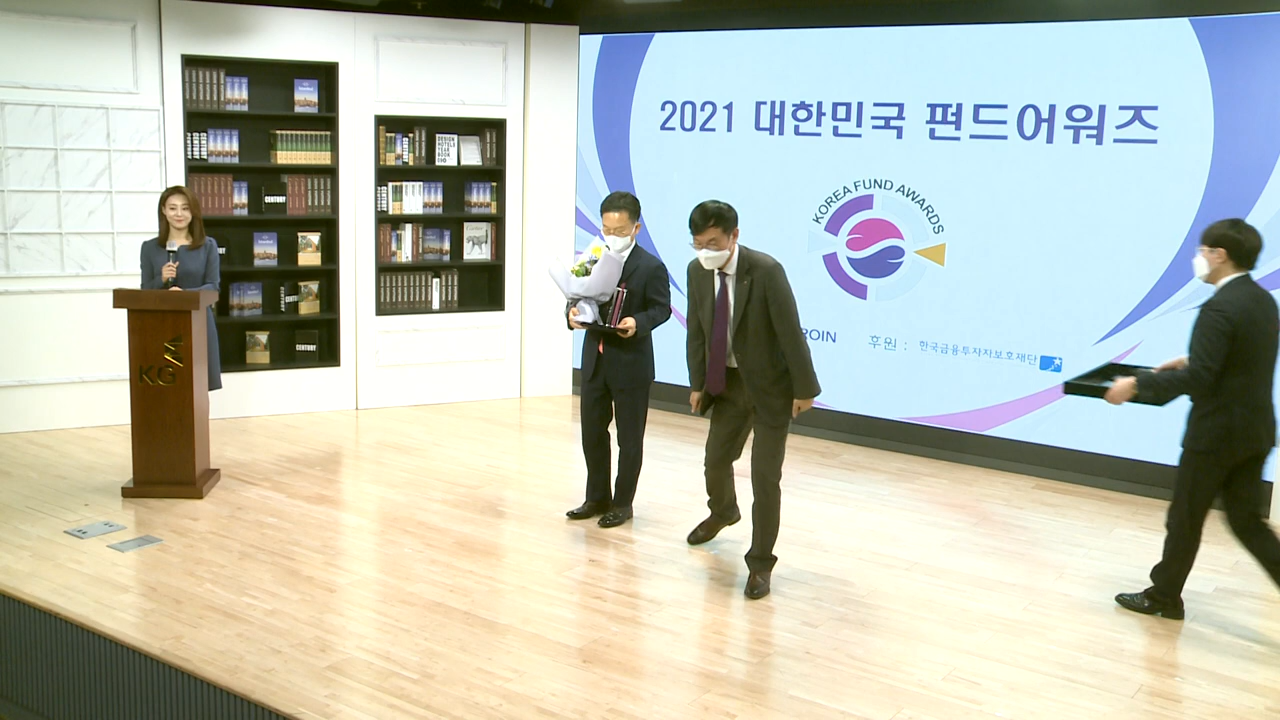 2021 대한민국 펀드어워즈
KOREA FUND AWARDS
ROIN
후원 : 한국금융투자자보호재단
KG
DESIGN
HOTELS
YEAR
BOOK
CENTURY
CENTURY
CENTURY